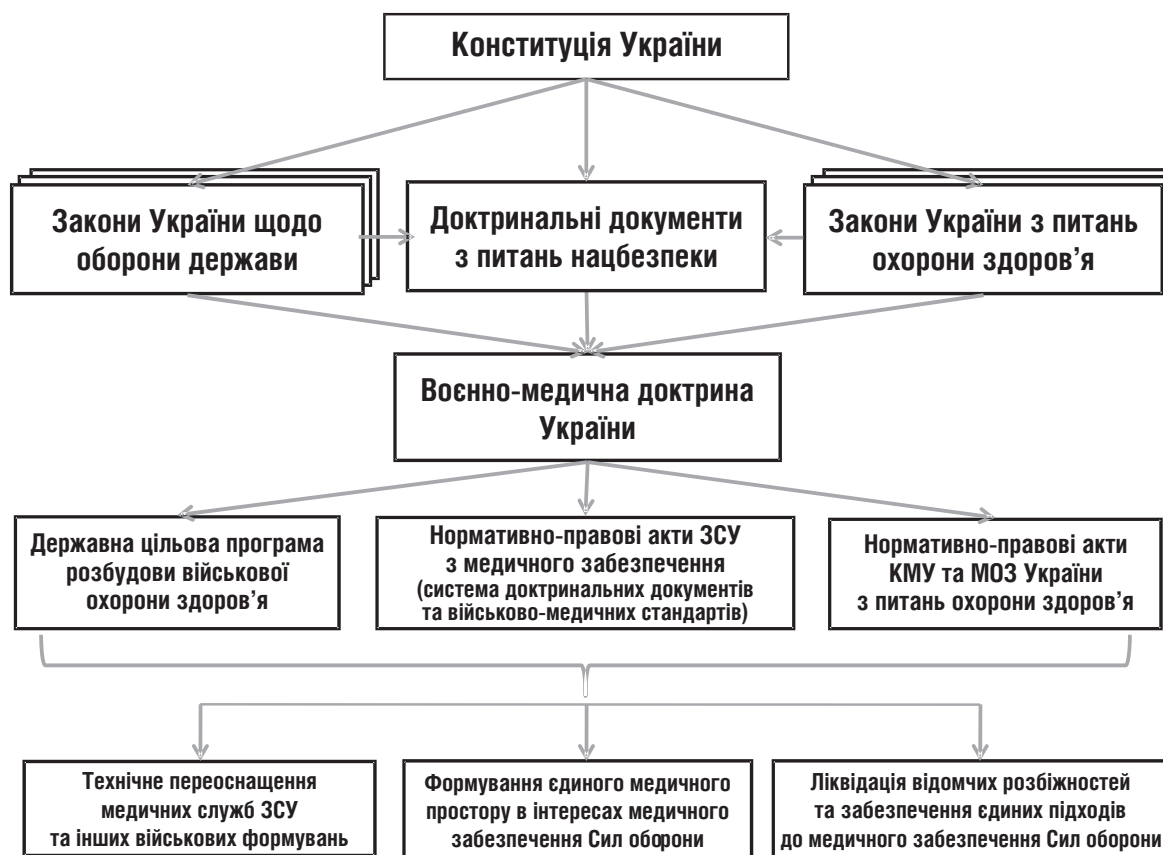 Конституція України
Закони України щодо
оборони держави
Доктринальні документи
з питань нацбезпеки
Закони України з питань
охорони здоров’я
Воєнно-медична доктрина
України
Державна цільова програма
розбудови військової
охорони здоров’я
Нормативно-правові акти ЗСУ
з медичного забезпечення
(система доктринальних документів
та військово-медичних стандартів)
Нормативно-правові акти
КМУ та МОЗ України
з питань охорони здоров’я
Технічне переоснащення
медичних служб ЗСУ
та інших військових формувань
Формування єдиного медичного
простору в інтересах медичного
забезпечення Сил оборони
Ліквідація відомчих розбіжностей
та забезпечення єдиних підходів
до медичного забезпечення Сил оборони